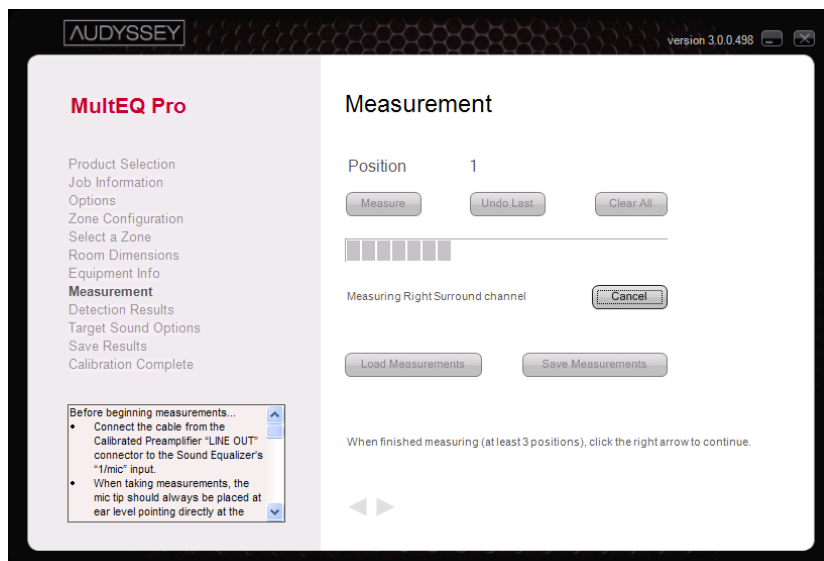 AUDYSSEY
version 3.0.0.498
MultEQ Pro
Product Selection
Job Information
Options
Zone Configuration
Select a Zone
Room Dimensions
Equipment Info
Measurement
Detection Results
Target Sound Options
Save Results
Calibration Complete
Before beginning measurements...
• Connect the cable from the
Calibrated Preamplifier "LINE OUT"
connector to the Sound Equalizer's
"1/mic" input.
• When taking measurements, the
mic tip should always be placed at
ear level pointing directly at the
Measurement
Position 1
Measure Undo Last Clear All
Measuring Right Surround channel Cancel
Load Measurements Save Measurements
When finished measuring (at least 3 positions), click the right arrow to continue.